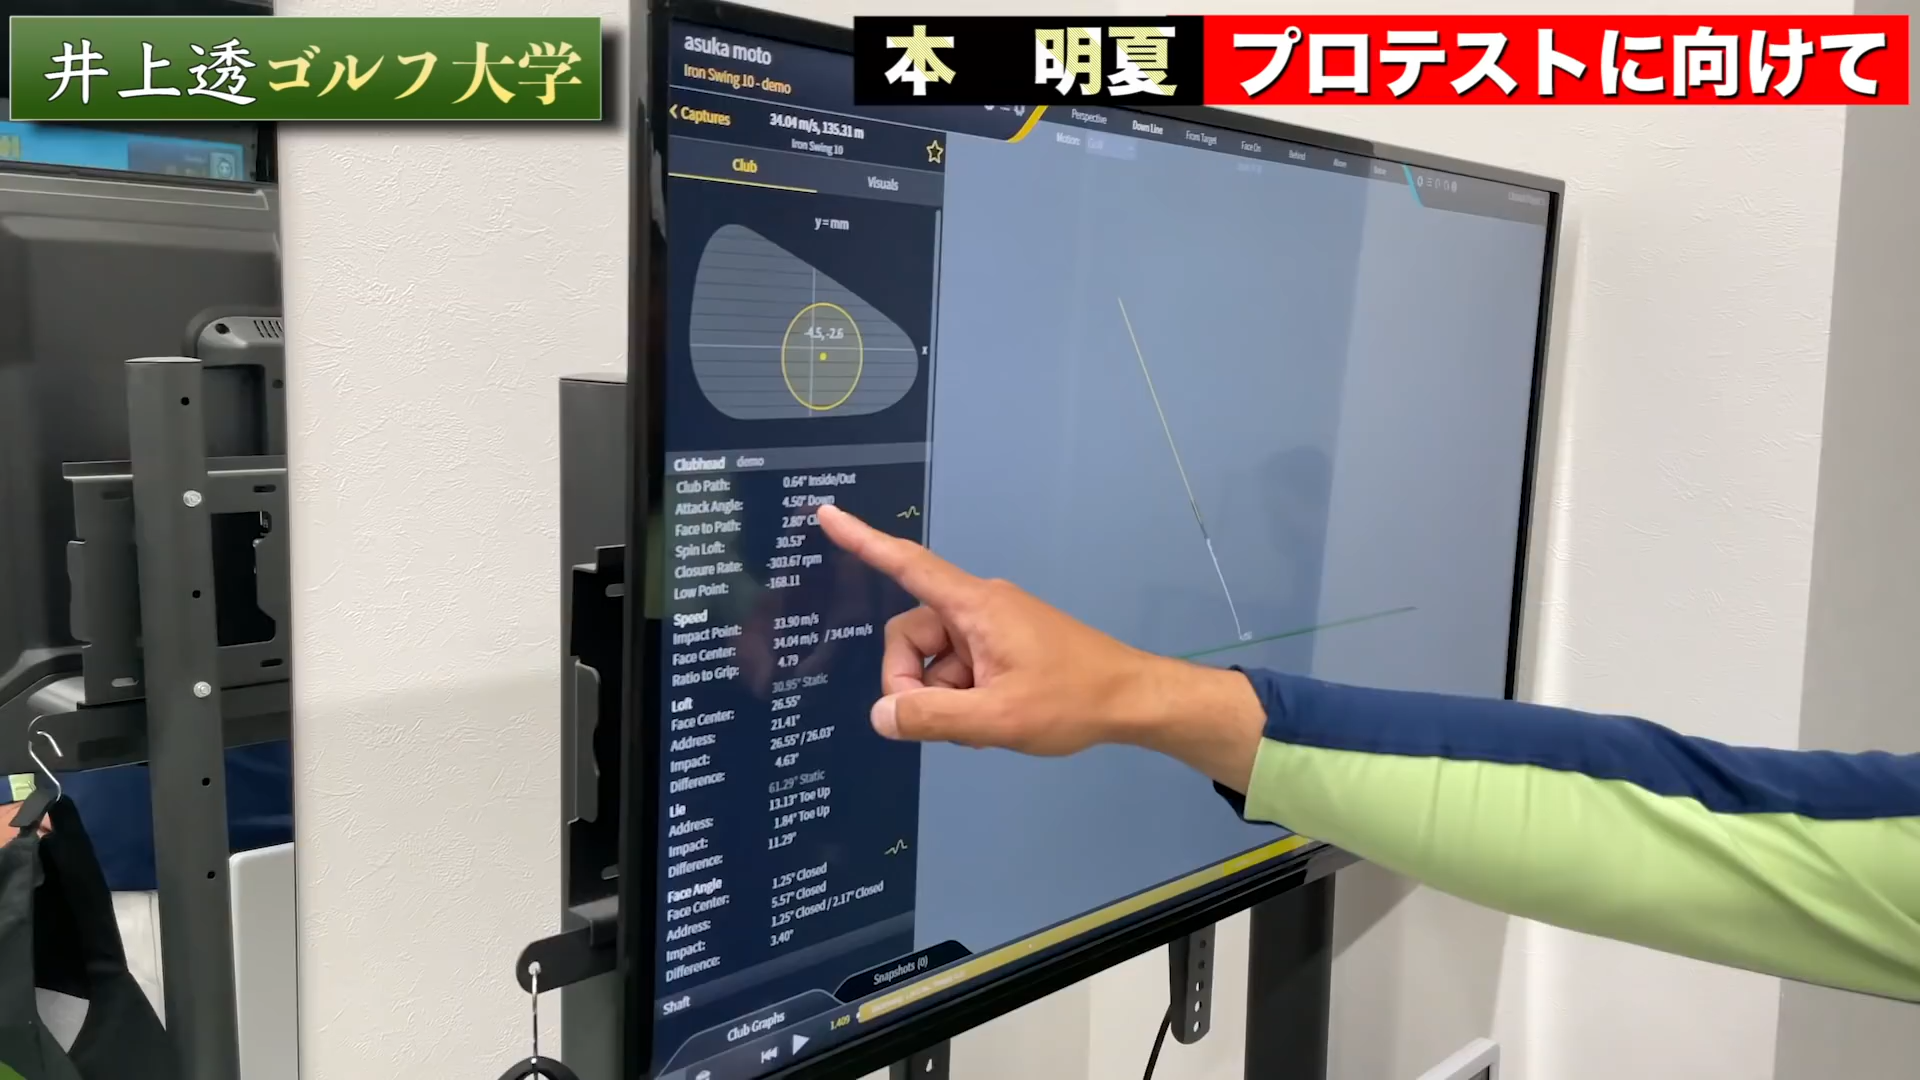 井上透ゴルフ大学
本 明夏 プロテストに向けて
asuka moto
Iron Swing 10 - demo
Captures
34.04 m/s, 135.31 m
Iron Swing 10
Club
Visuals
y = mm
-4.5, -2.6
x
Clubhead demo
Club Path: 0.64° Inside/Out
Attack Angle: 4.50° Down
Face to Path: 2.80°
Spin Loft: 30.53°
Closure Rate: -303.67 rpm
Low Point: -168.11
Speed
Impact Point: 33.90 m/s
Face Center: 34.04 m/s / 34.04 m/s
Ratio to Grip: 4.79
Loft 30.95° Static
Face Center: 26.55°
Address: 21.41°
Impact: 26.55° / 26.03°
Difference: 4.63°
Lie 61.29° Static
Address: 13.13° Toe Up
Impact: 1.84° Toe Up
Difference: 11.29°
Face Angle
Face Center: 1.25° Closed
Address: 5.57° Closed
Impact: 1.25° Closed / 2.17° Closed
Difference: 3.40°
Shaft
Club Graphs
Snapshots (0)
1.409
Perspective
Down Line
From Target
Face On
Behind
Above
Motion: Golf